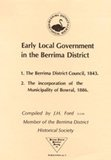 Early Local Government
in the Berrima District
1. The Berrima District Council, 1843.
2. The incorporation of the
Municipality of Bowral, 1886.
Compiled by J.H. Ford
Member of the Berrima District
Historical Society